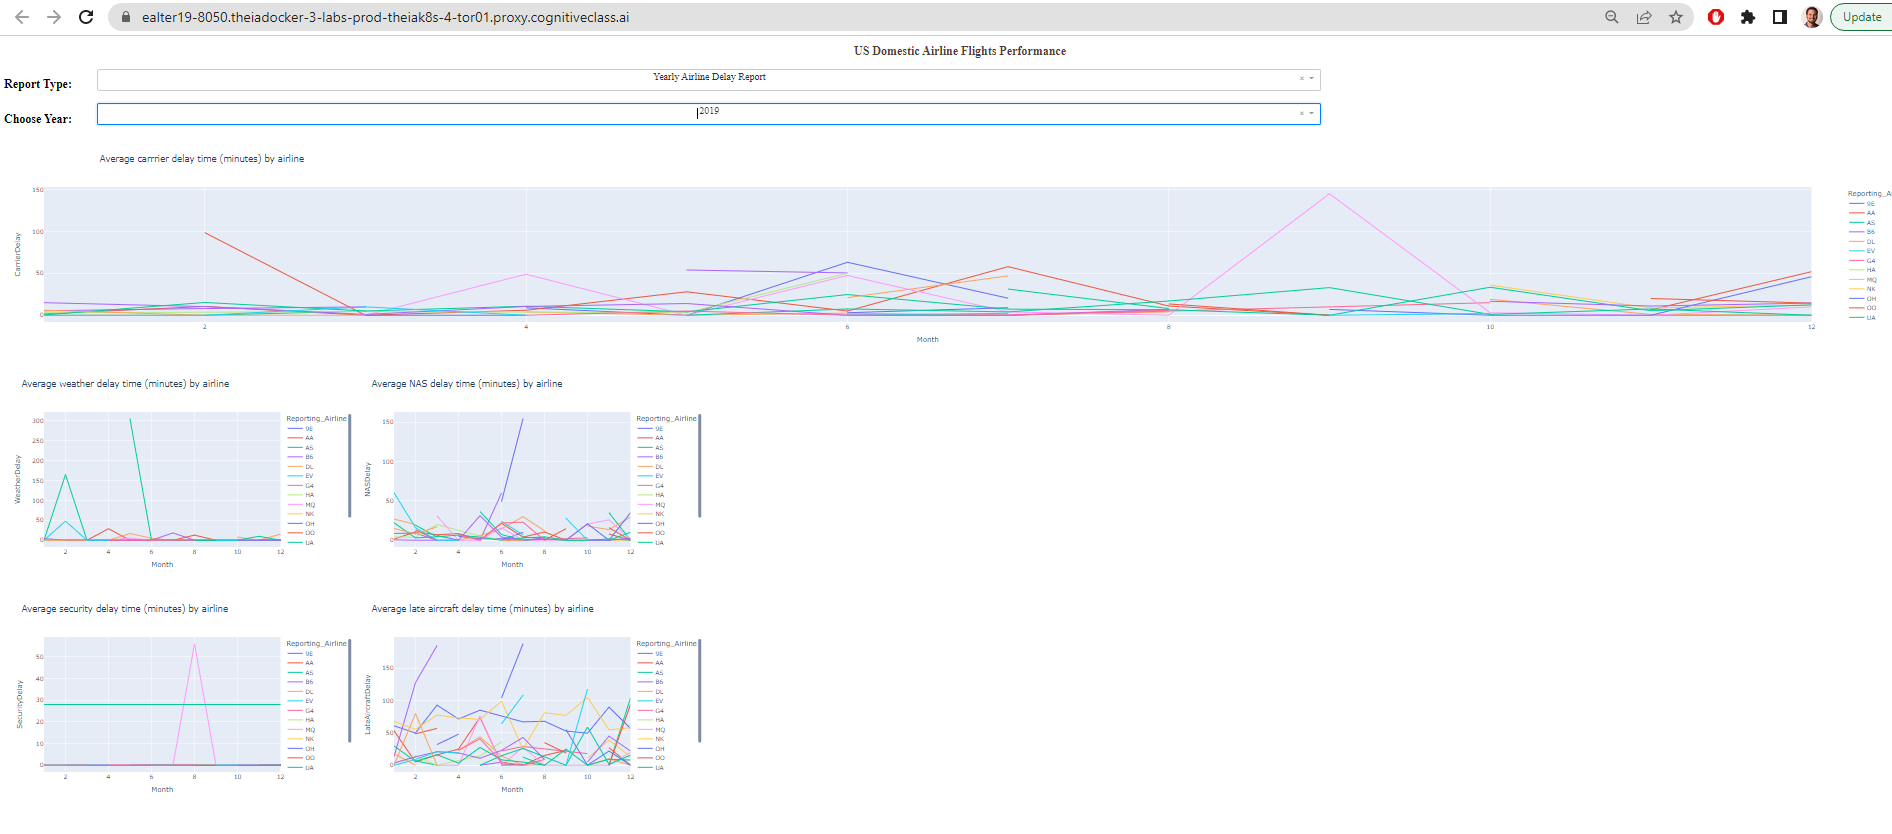 ealter19-8050.theiadocker-3-labs-prod-theiak8s-4-tor01.proxy.cognitiveclass.ai
Update
US Domestic Airline Flights Performance
Report Type:
Yearly Airline Delay Report
×
Choose Year:
2019
×
Average carrrier delay time (minutes) by airline
CarrierDelay
150
100
50
0
2
4
6
8
10
12
Month
Reporting_Ai
9E
AA
AS
B6
DL
EV
G4
HA
MQ
NK
OH
OO
UA
Average weather delay time (minutes) by airline
WeatherDelay
300
250
200
150
100
50
0
2
4
6
8
10
12
Month
Reporting_Airline
9E
AA
AS
B6
DL
EV
G4
HA
MQ
NK
OH
OO
UA
Average NAS delay time (minutes) by airline
NASDelay
150
100
50
0
2
4
6
8
10
12
Month
Reporting_Airline
9E
AA
AS
B6
DL
EV
G4
HA
MQ
NK
OH
OO
UA
Average security delay time (minutes) by airline
SecurityDelay
50
40
30
20
10
0
2
4
6
8
10
12
Month
Reporting_Airline
9E
AA
AS
B6
DL
EV
G4
HA
MQ
NK
OH
OO
UA
Average late aircraft delay time (minutes) by airline
LateAircraftDelay
150
100
50
0
2
4
6
8
10
12
Month
Reporting_Airline
9E
AA
AS
B6
DL
EV
G4
HA
MQ
NK
OH
OO
UA